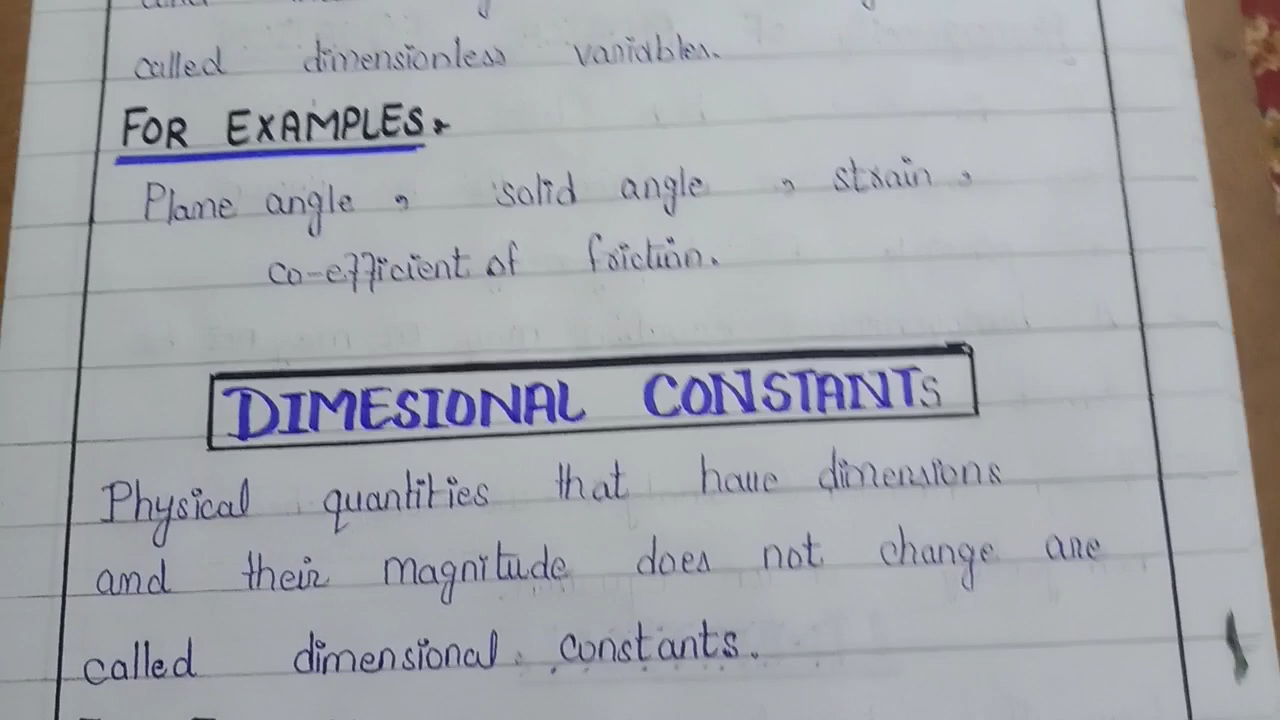 called dimensionless variables.
FOR EXAMPLES.
Plane angle, solid angle, strain,
co-efficient of friction.
DIMESIONAL CONSTANTS
Physical quantities that have dimensions
and their magnitude does not change are
called dimensional constants.